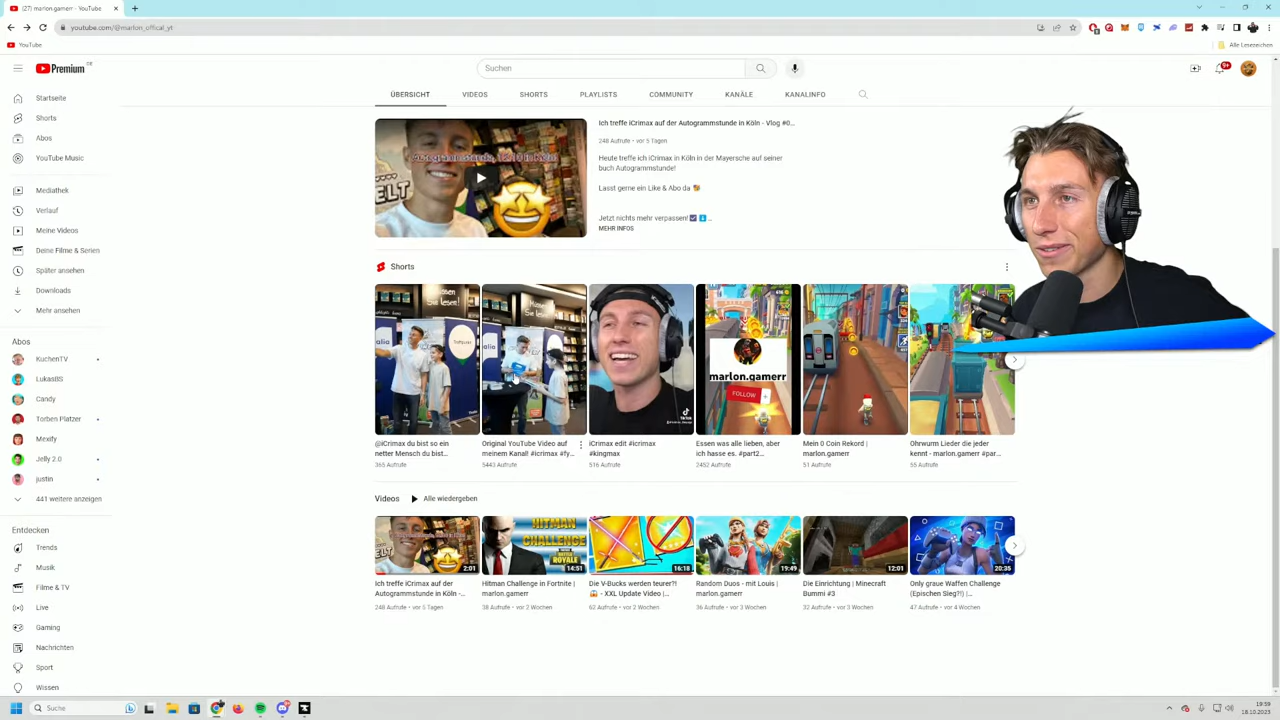 (27) marlon.gamerr - YouTube
youtube.com/@marlon_offical_yt
YouTube
Alle Lesezeichen
Premium
Suchen
9+
Startseite
Shorts
Abos
YouTube Music
Mediathek
Verlauf
Meine Videos
Deine Filme & Serien
Später ansehen
Downloads
Mehr ansehen
Abos
KuchenTV
LukasBS
Candy
Torben Platzer
Mexify
Jelly 2.0
justin
441 weitere anzeigen
Entdecken
Trends
Musik
Filme & TV
Live
Gaming
Nachrichten
Sport
Wissen
ÜBERSICHT VIDEOS SHORTS PLAYLISTS COMMUNITY KANÄLE KANALINFO
Ich treffe iCrimax auf der Autogrammstunde in Köln - Vlog #0...
248 Aufrufe • vor 5 Tagen
Heute treffe ich iCrimax in Köln in der Mayersche auf seiner
buch Autogrammstunde!
Lasst gerne ein Like & Abo da
Jetzt nichts mehr verpassen! ...
MEHR INFOS
Shorts
marlon.gamerr
FOLLOW
TikTok
@iCrimax du bist so ein
netter Mensch du bist...
365 Aufrufe
Original YouTube Video auf
meinem Kanal! #icrimax #fy...
5443 Aufrufe
iCrimax edit #icrimax
#kingmax
516 Aufrufe
Essen was alle lieben, aber
ich hasse es. #part2...
2452 Aufrufe
Mein 0 Coin Rekord |
marlon.gamerr
51 Aufrufe
Ohrwurm Lieder die jeder
kennt - marlon.gamerr #par...
55 Aufrufe
Videos Alle wiedergeben
2:01
HITMAN
CHALLENGE
14:51
16:18
19:49
12:01
20:35
Ich treffe iCrimax auf der
Autogrammstunde in Köln -...
248 Aufrufe • vor 5 Tagen
Hitman Challenge in Fortnite |
marlon.gamerr
38 Aufrufe • vor 2 Wochen
Die V-Bucks werden teurer?!
- XXL Update Video |...
62 Aufrufe • vor 2 Wochen
Random Duos - mit Louis |
marlon.gamerr
36 Aufrufe • vor 3 Wochen
Die Einrichtung | Minecraft
Bummi #3
32 Aufrufe • vor 3 Wochen
Only graue Waffen Challenge
(Epischen Sieg?!) |...
47 Aufrufe • vor 4 Wochen
Suche
19:59
18.10.2023